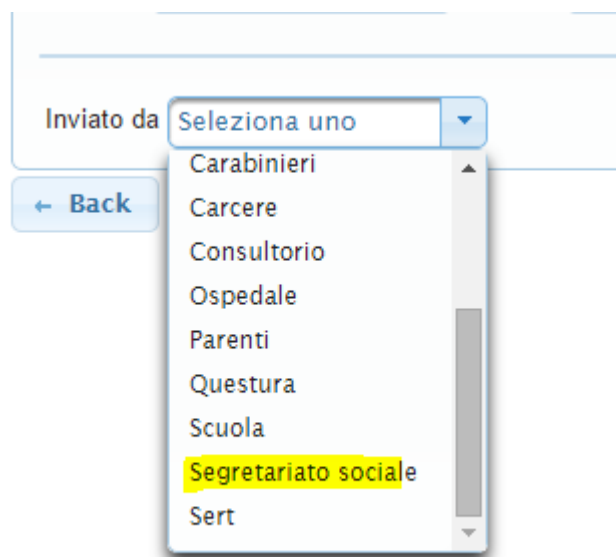 Inviato da Seleziona uno
Carabinieri
← Back
Carcere
Consultorio
Ospedale
Parenti
Questura
Scuola
Segretariato sociale
Sert